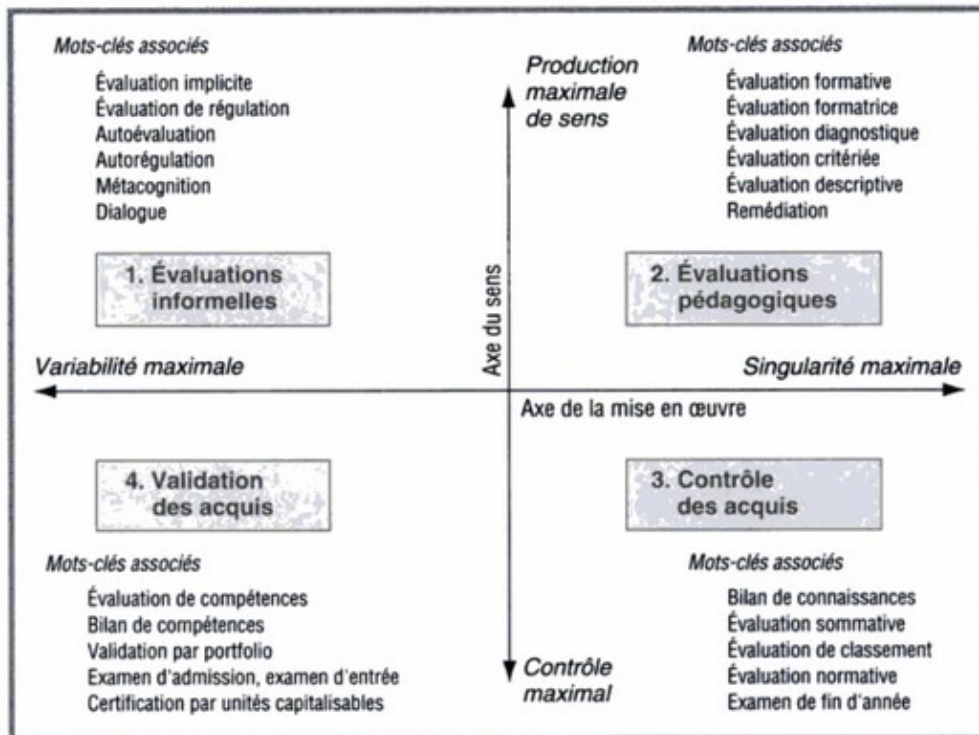 Mots-clés associés
Évaluation implicite
Évaluation de régulation
Autoévaluation
Autorégulation
Métacognition
Dialogue
Production
maximale
de sens
Mots-clés associés
Évaluation formative
Évaluation formatrice
Évaluation diagnostique
Évaluation critériée
Évaluation descriptive
Remédiation
1. Évaluations
informelles
Axe du sens
2. Évaluations
pédagogiques
Variabilité maximale
Singularité maximale
Axe de la mise en œuvre
4. Validation
des acquis
3. Contrôle
des acquis
Mots-clés associés
Évaluation de compétences
Bilan de compétences
Validation par portfolio
Examen d'admission, examen d'entrée
Certification par unités capitalisables
Contrôle
maximal
Mots-clés associés
Bilan de connaissances
Évaluation sommative
Évaluation de classement
Évaluation normative
Examen de fin d'année